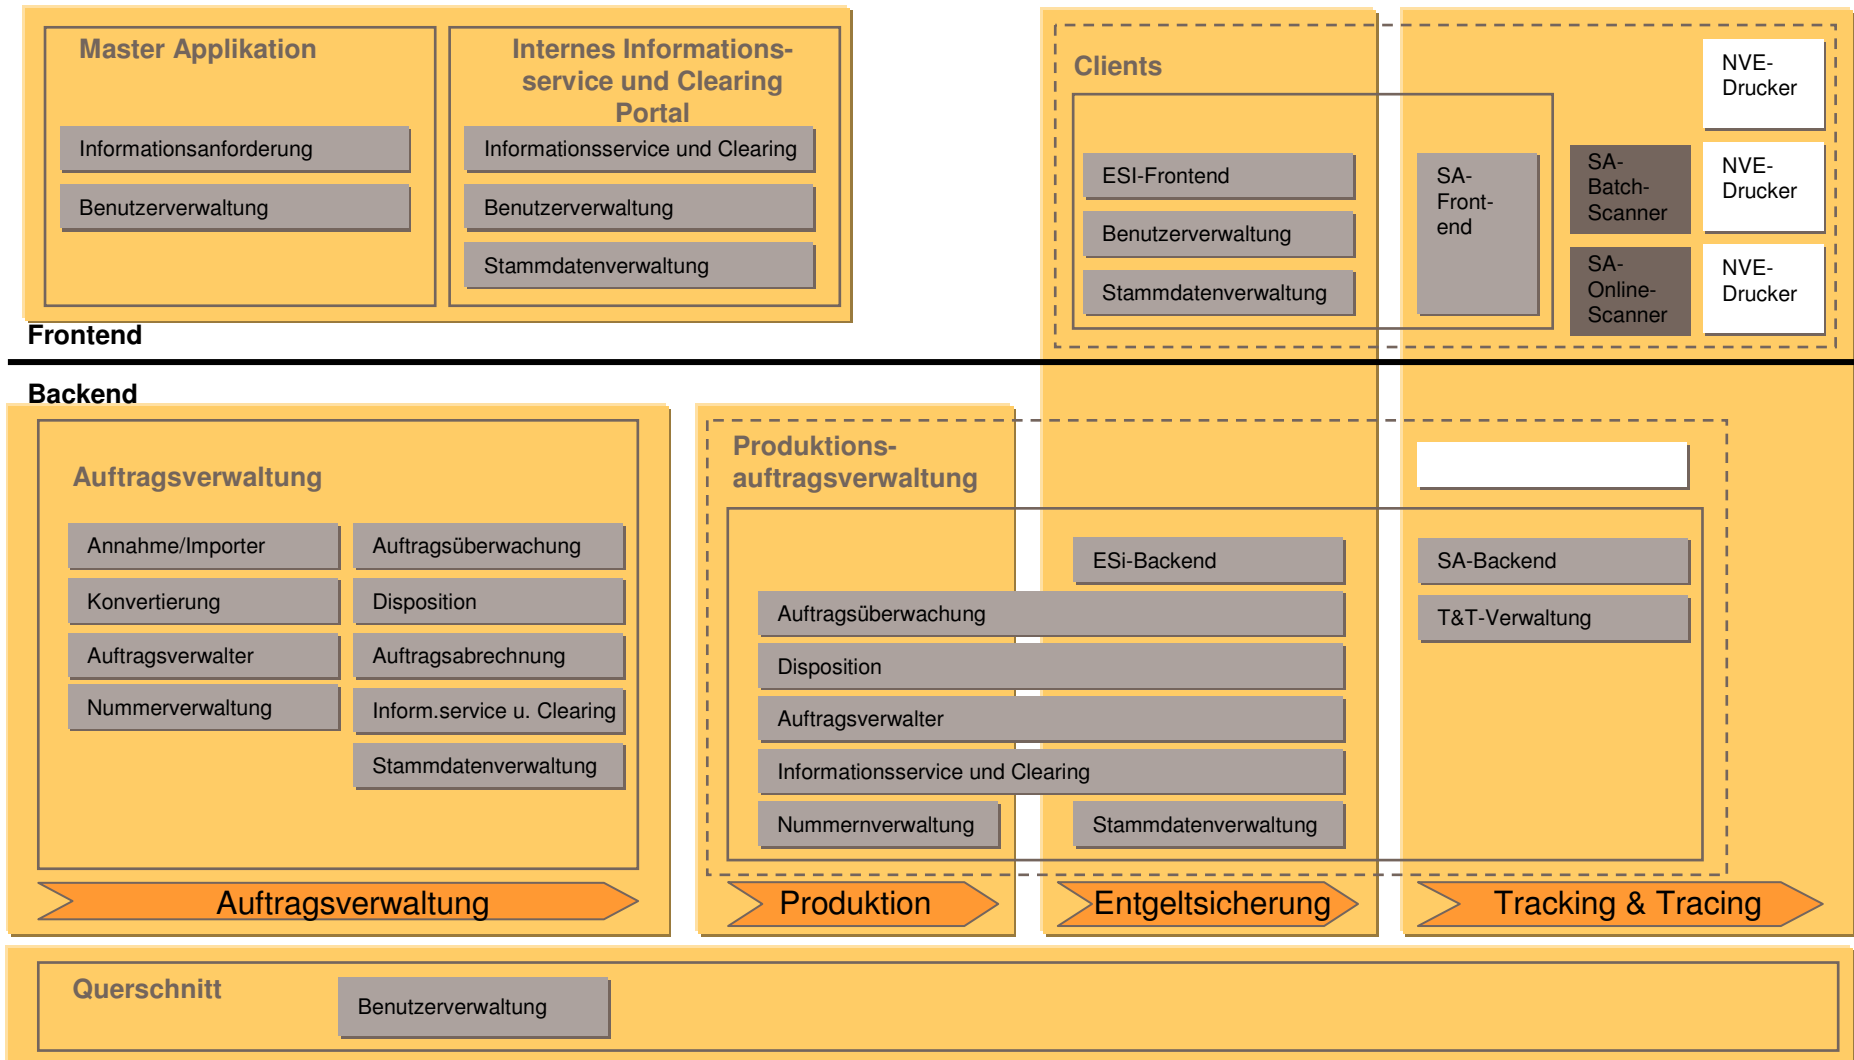 Master Applikation
Informationsanforderung
Benutzerverwaltung
Internes Informations-
service und Clearing
Portal
Informationsservice und Clearing
Benutzerverwaltung
Stammdatenverwaltung
Clients
ESI-Frontend
Benutzerverwaltung
Stammdatenverwaltung
SA-
Front-
end
SA-
Batch-
Scanner
SA-
Online-
Scanner
NVE-
Drucker
NVE-
Drucker
NVE-
Drucker
Frontend
Backend
Auftragsverwaltung
Annahme/Importer
Konvertierung
Auftragsverwalter
Nummerverwaltung
Auftragsüberwachung
Disposition
Auftragsabrechnung
Inform.service u. Clearing
Stammdatenverwaltung
Produktions-
auftragsverwaltung
ESi-Backend
Auftragsüberwachung
Disposition
Auftragsverwalter
Informationsservice und Clearing
Nummernverwaltung
Stammdatenverwaltung
SA-Backend
T&T-Verwaltung
Auftragsverwaltung
Produktion
Entgeltsicherung
Tracking & Tracing
Querschnitt
Benutzerverwaltung